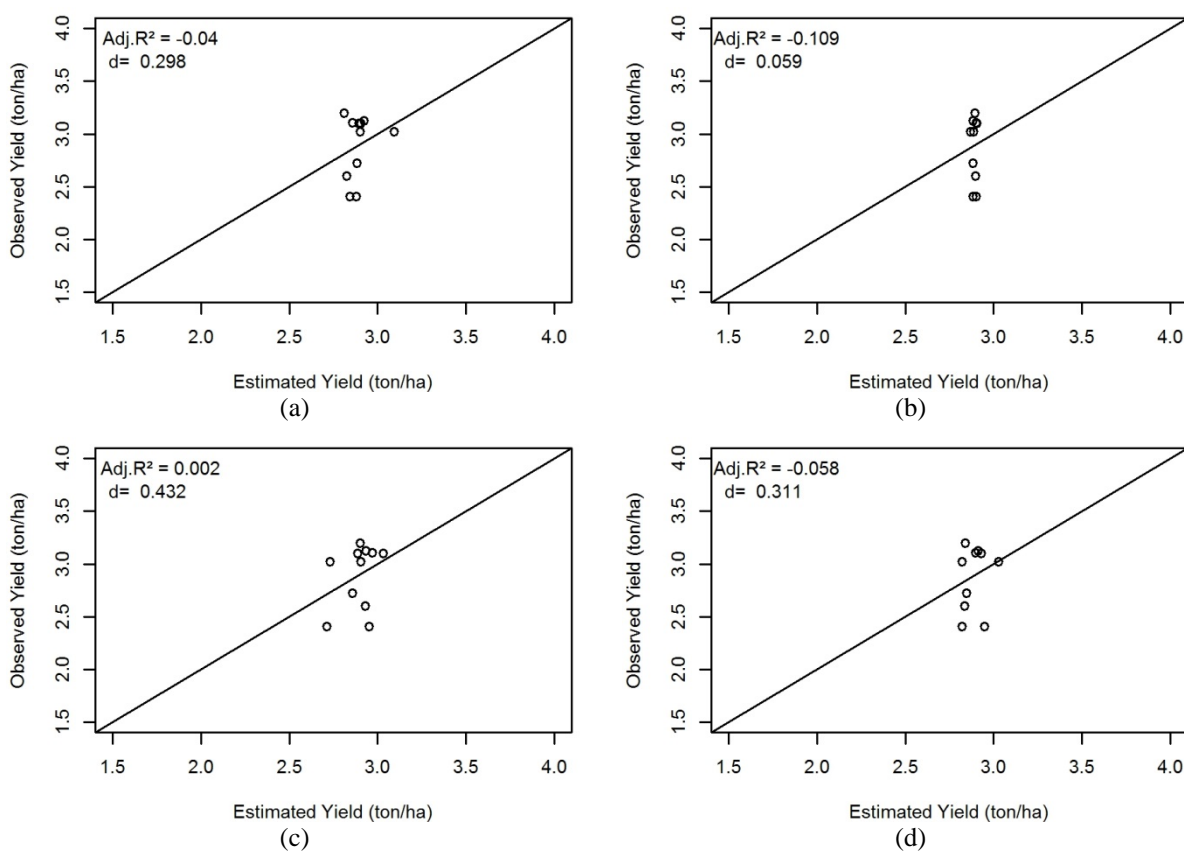 Adj.R² = -0.04
d= 0.298
Observed Yield (ton/ha)
1.5 2.0 2.5 3.0 3.5 4.0
1.5 2.0 2.5 3.0 3.5 4.0
Estimated Yield (ton/ha)
(a)
Adj.R² = -0.109
d= 0.059
Observed Yield (ton/ha)
1.5 2.0 2.5 3.0 3.5 4.0
1.5 2.0 2.5 3.0 3.5 4.0
Estimated Yield (ton/ha)
(b)
Adj.R² = 0.002
d= 0.432
Observed Yield (ton/ha)
1.5 2.0 2.5 3.0 3.5 4.0
1.5 2.0 2.5 3.0 3.5 4.0
Estimated Yield (ton/ha)
(c)
Adj.R² = -0.058
d= 0.311
Observed Yield (ton/ha)
1.5 2.0 2.5 3.0 3.5 4.0
1.5 2.0 2.5 3.0 3.5 4.0
Estimated Yield (ton/ha)
(d)